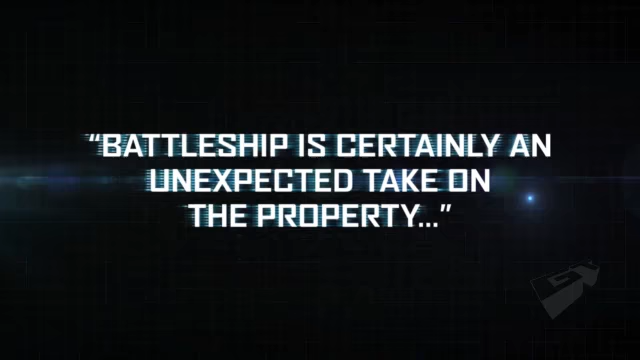 “BATTLESHIP IS CERTAINLY AN
UNEXPECTED TAKE ON
THE PROPERTY...”